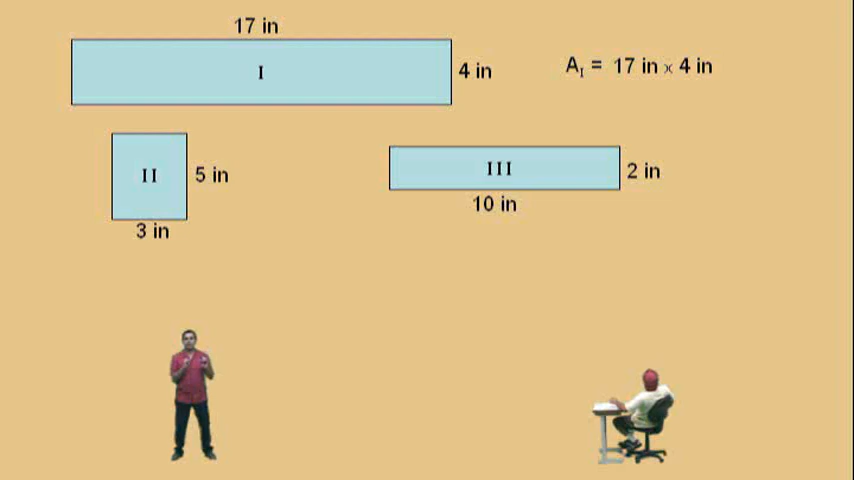 17 in
I
4 in
A_I = 17 in x 4 in
II
5 in
III
2 in
10 in
3 in